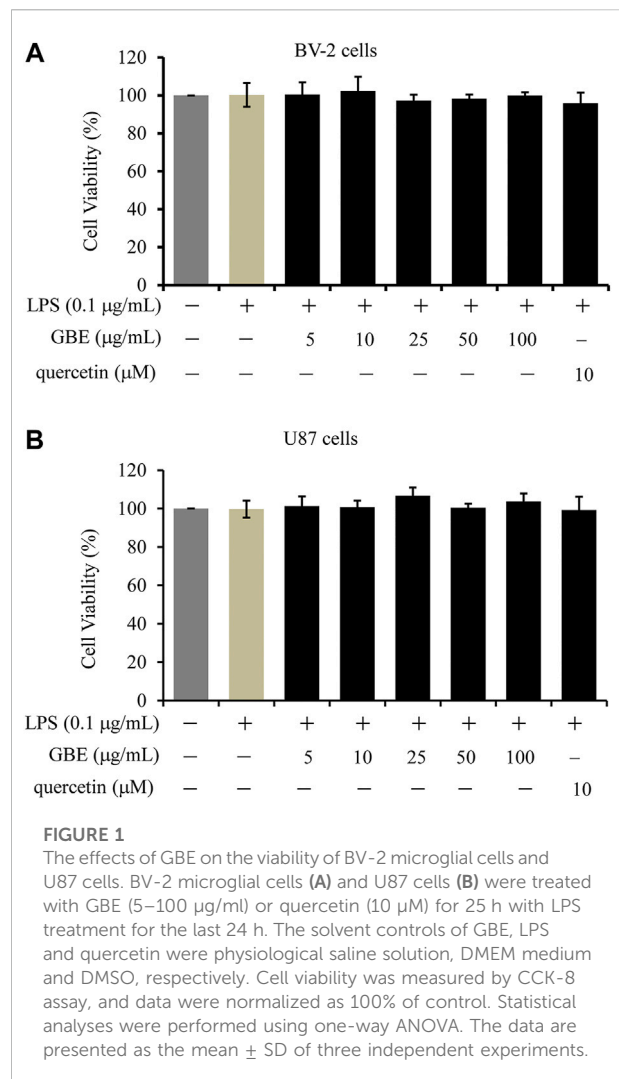 A
BV-2 cells
120
100
80
60
40
20
0
Cell Viability (%)
LPS (0.1 μg/mL) − + + + + + + +
GBE (μg/mL) − − 5 10 25 50 100 −
quercetin (μM) − − − − − − − 10
B
U87 cells
120
100
80
60
40
20
0
Cell Viability (%)
LPS (0.1 μg/mL) − + + + + + + +
GBE (μg/mL) − − 5 10 25 50 100 −
quercetin (μM) − − − − − − − 10
FIGURE 1
The effects of GBE on the viability of BV-2 microglial cells and
U87 cells. BV-2 microglial cells (A) and U87 cells (B) were treated
with GBE (5–100 μg/ml) or quercetin (10 μM) for 25 h with LPS
treatment for the last 24 h. The solvent controls of GBE, LPS
and quercetin were physiological saline solution, DMEM medium
and DMSO, respectively. Cell viability was measured by CCK-8
assay, and data were normalized as 100% of control. Statistical
analyses were performed using one-way ANOVA. The data are
presented as the mean ± SD of three independent experiments.